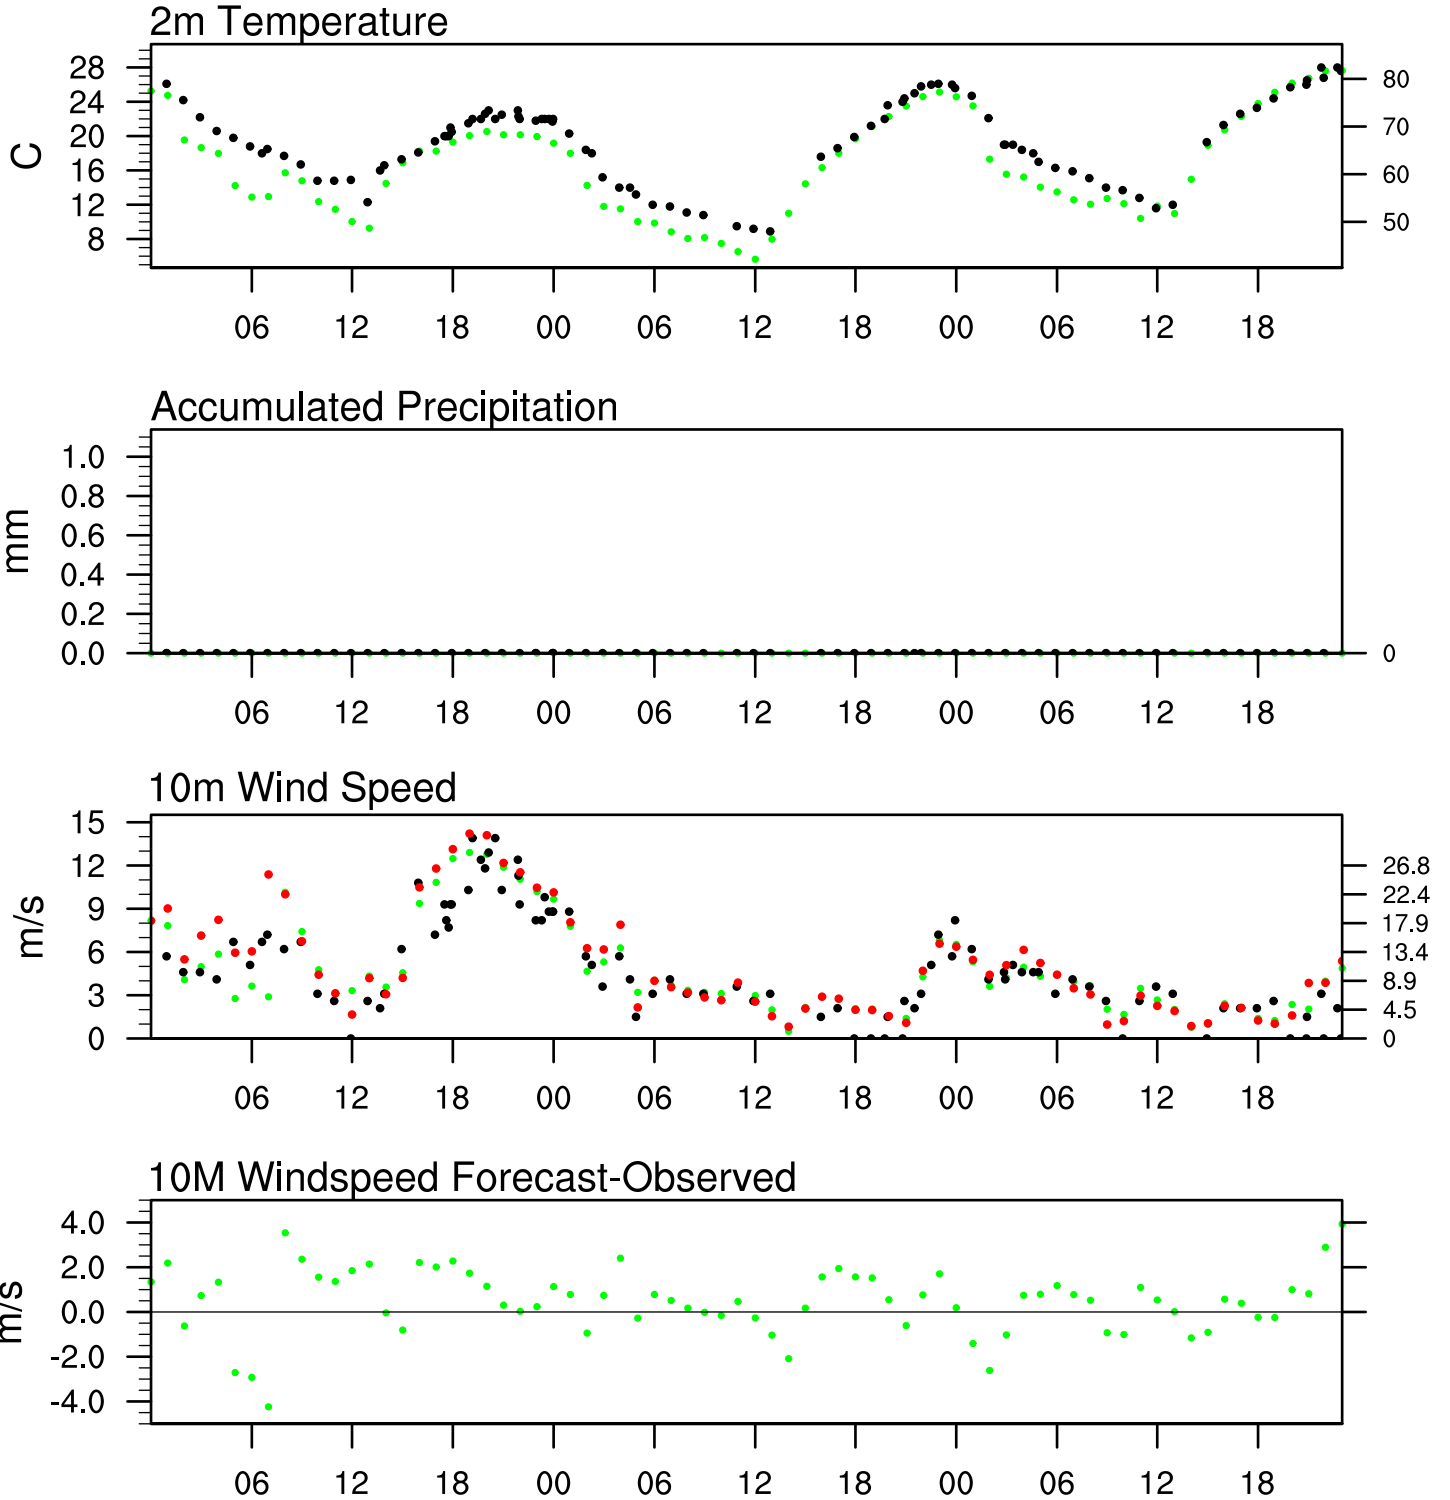 2m Temperature
28
24
20
16
12
8
C
80
70
60
50
06 12 18 00 06 12 18 00 06 12 18
Accumulated Precipitation
1.0
0.8
0.6
0.4
0.2
0.0
mm
0
06 12 18 00 06 12 18 00 06 12 18
10m Wind Speed
15
12
9
6
3
0
m/s
26.8
22.4
17.9
13.4
8.9
4.5
0
06 12 18 00 06 12 18 00 06 12 18
10M Windspeed Forecast-Observed
4.0
2.0
0.0
-2.0
-4.0
m/s
06 12 18 00 06 12 18 00 06 12 18